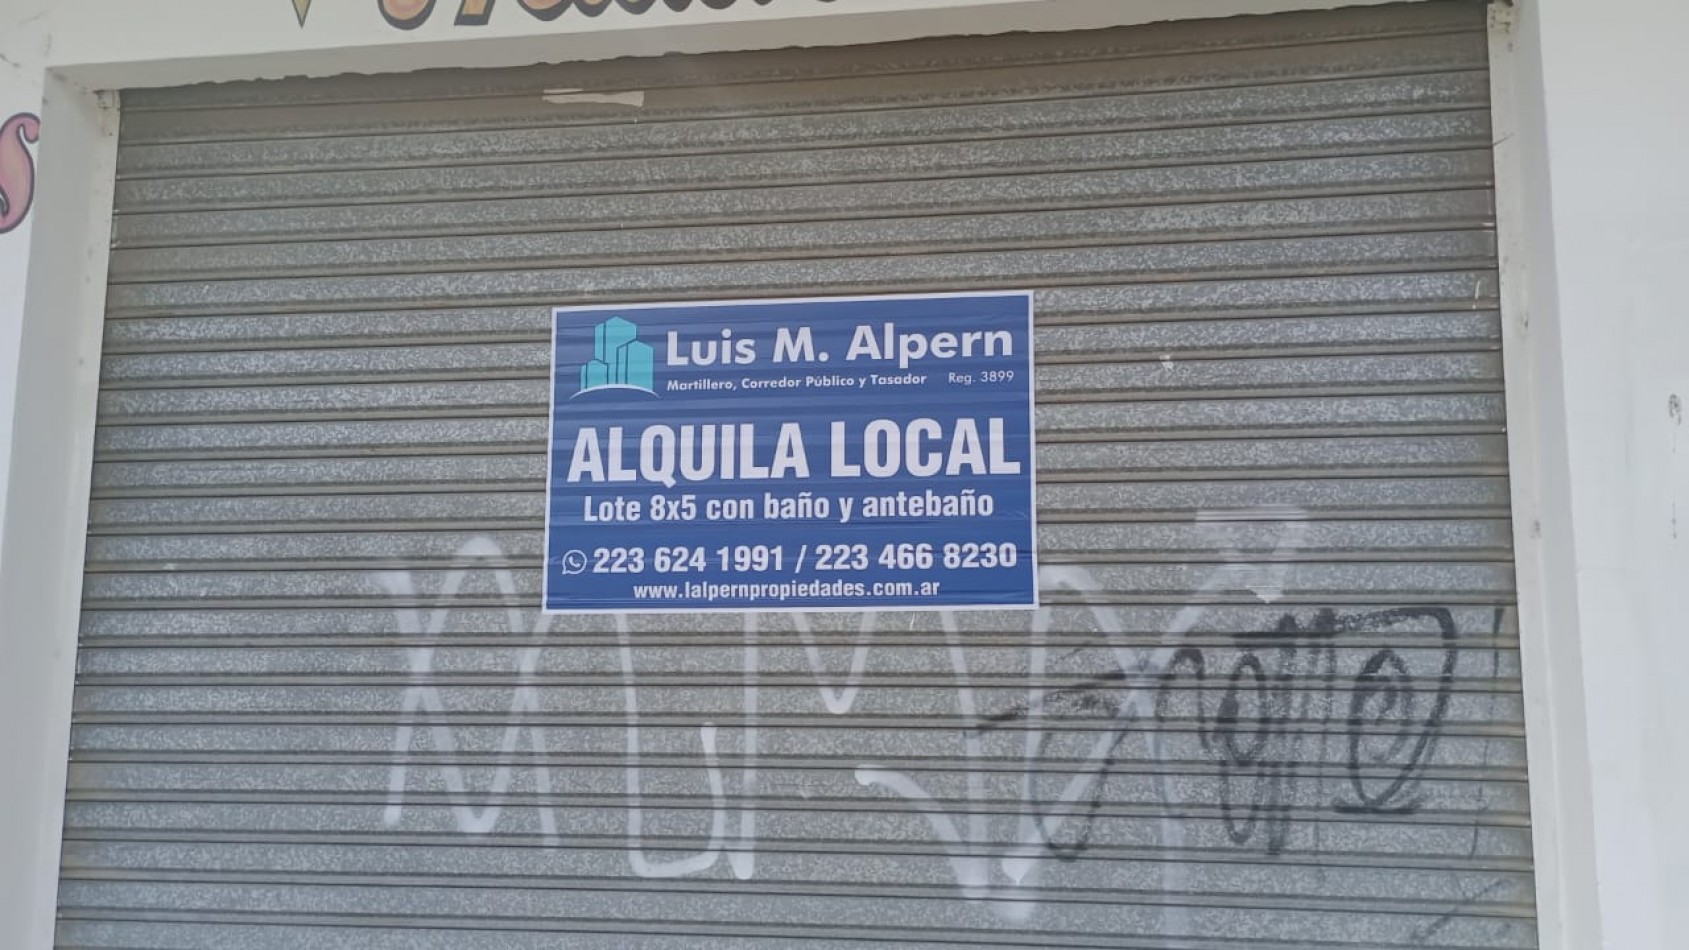 Luis M. Alpern
Martillero, Corredor Público y Tasador Reg. 3899
ALQUILA LOCAL
Lote 8x5 con baño y antebaño
223 624 1991 / 223 466 8230
www.lalpernpropiedades.com.ar